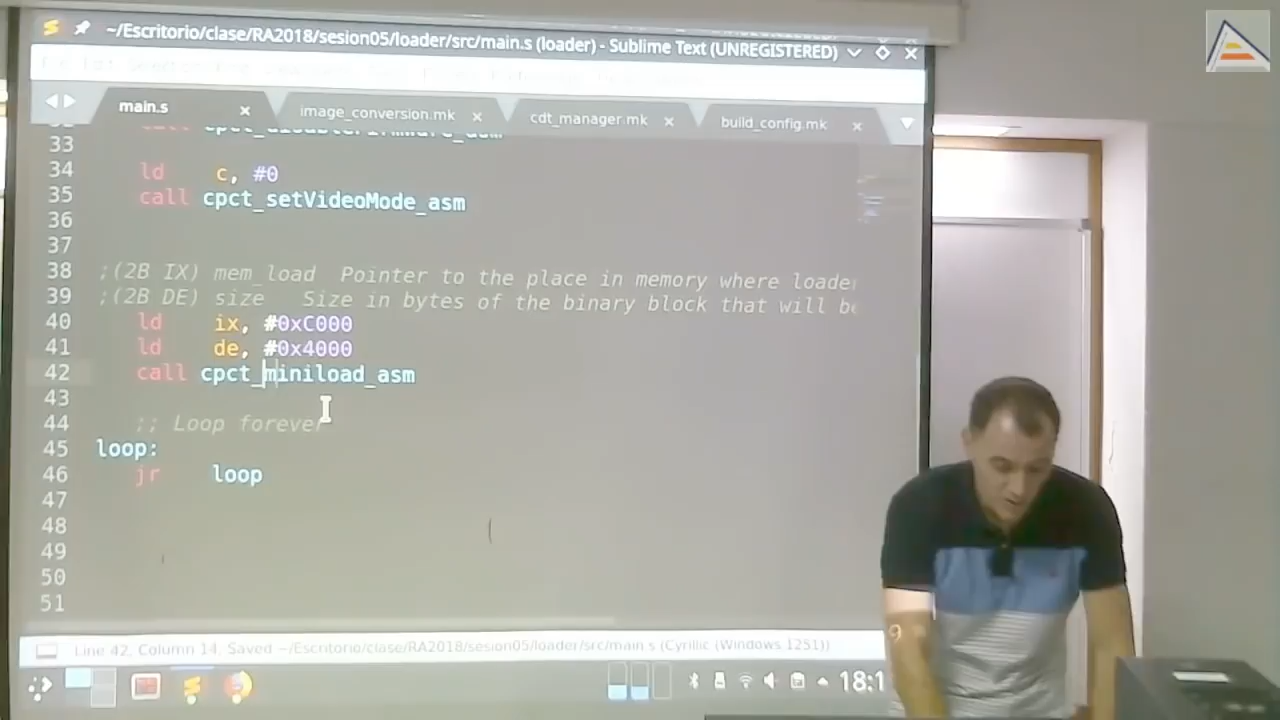 ~/Escritorio/clase/RA2018/sesion05/loader/src/main.s (loader) - Sublime Text (UNREGISTERED)
main.s
image_conversion.mk
cdt_manager.mk
build_config.mk
33
34 ld c, #0
35 call cpct_setVideoMode_asm
36
37
38 ;(2B IX) mem_load Pointer to the place in memory where loader
39 ;(2B DE) size Size in bytes of the binary block that will be
40 ld ix, #0xC000
41 ld de, #0x4000
42 call cpct_miniload_asm
43
44 ;; Loop forever
45 loop:
46 jr loop
47
48
49
50
51
Line 42, Column 14, Saved ~/Escritorio/clase/RA2018/sesion05/loader/src/main.s (Cyrillic (Windows 1251))
18:1